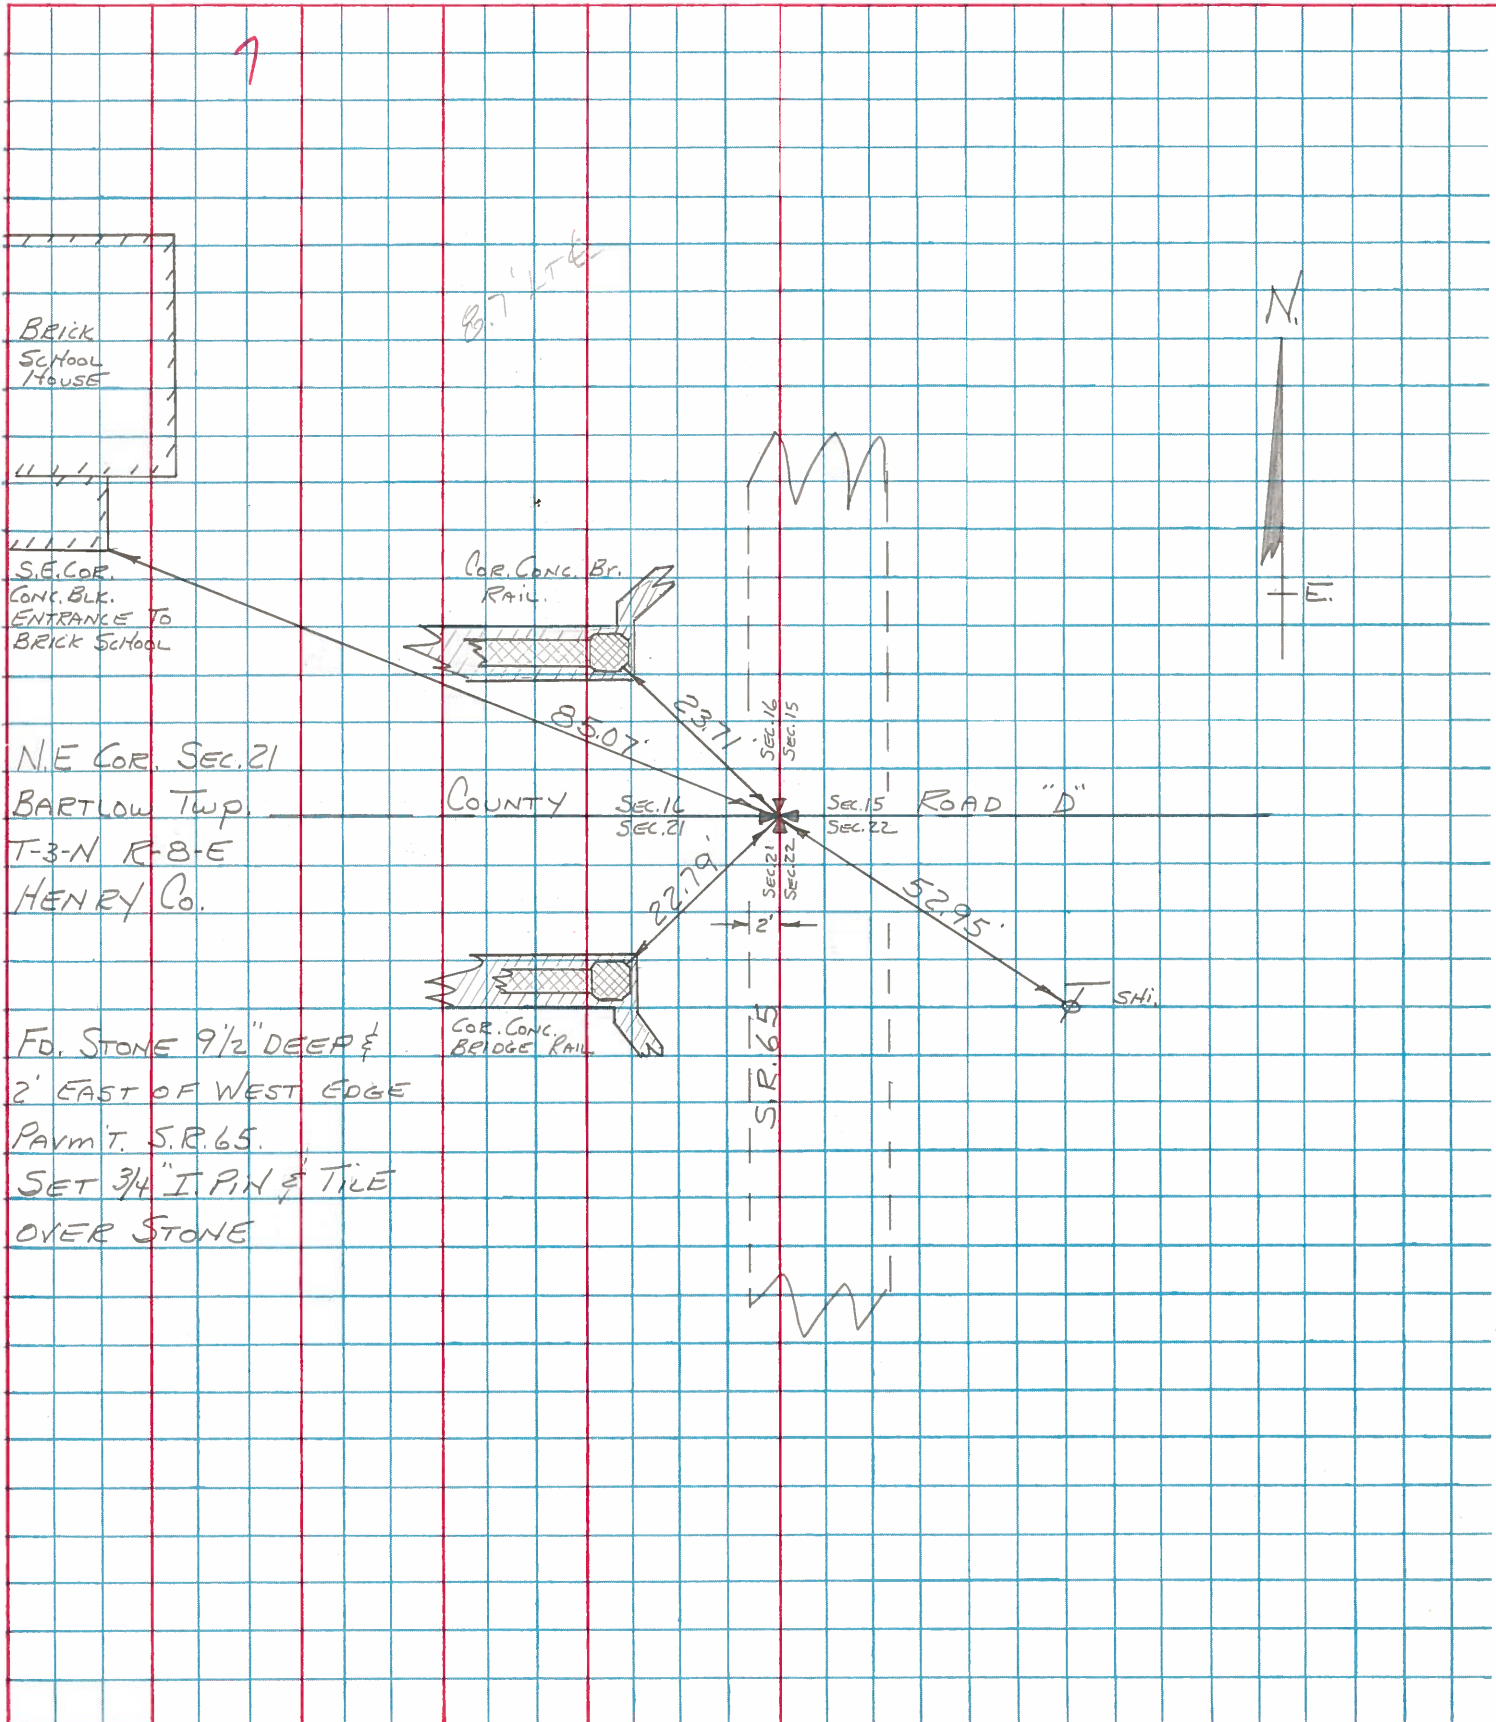 1
8.7' LT ℄
N.
E.
BRICK
SCHOOL
HOUSE
S.E. COR.
CONC. BLK.
ENTRANCE TO
BRICK SCHOOL
COR. CONC. Br.
RAIL.
85.07'
23.71'
SEC. 16
SEC. 15
N.E COR. SEC. 21
BARTLOW TWP.
T-3-N R-8-E
HENRY CO.
COUNTY ROAD "D"
SEC. 16
SEC. 21
SEC. 15
SEC. 22
SEC. 21
SEC. 22
22.79'
2'
52.95'
SHI.
COR. CONC.
BRIDGE RAIL
S.R. 65
FD. STONE 9 1/2" DEEP &
2' EAST OF WEST EDGE
PAVM'T. S.R. 65.
SET 3/4" I. PIN & TILE
OVER STONE